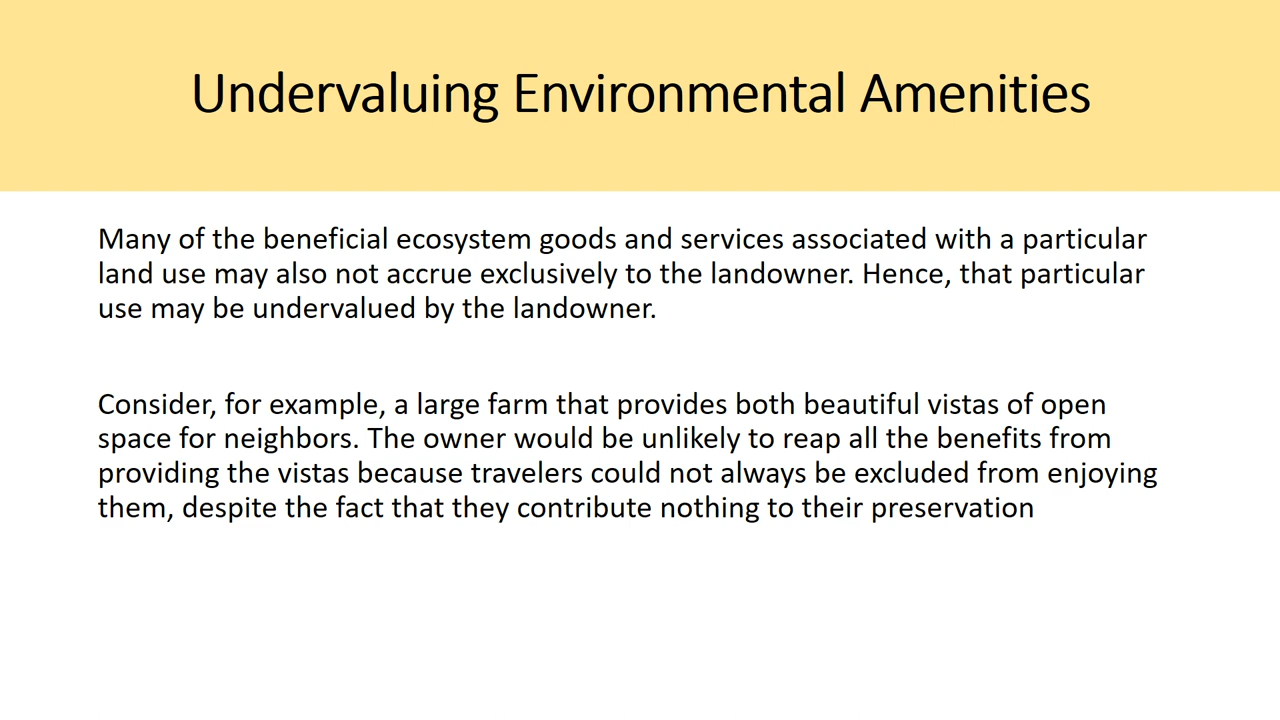 Undervaluing Environmental Amenities
Many of the beneficial ecosystem goods and services associated with a particular
land use may also not accrue exclusively to the landowner. Hence, that particular
use may be undervalued by the landowner.
Consider, for example, a large farm that provides both beautiful vistas of open
space for neighbors. The owner would be unlikely to reap all the benefits from
providing the vistas because travelers could not always be excluded from enjoying
them, despite the fact that they contribute nothing to their preservation